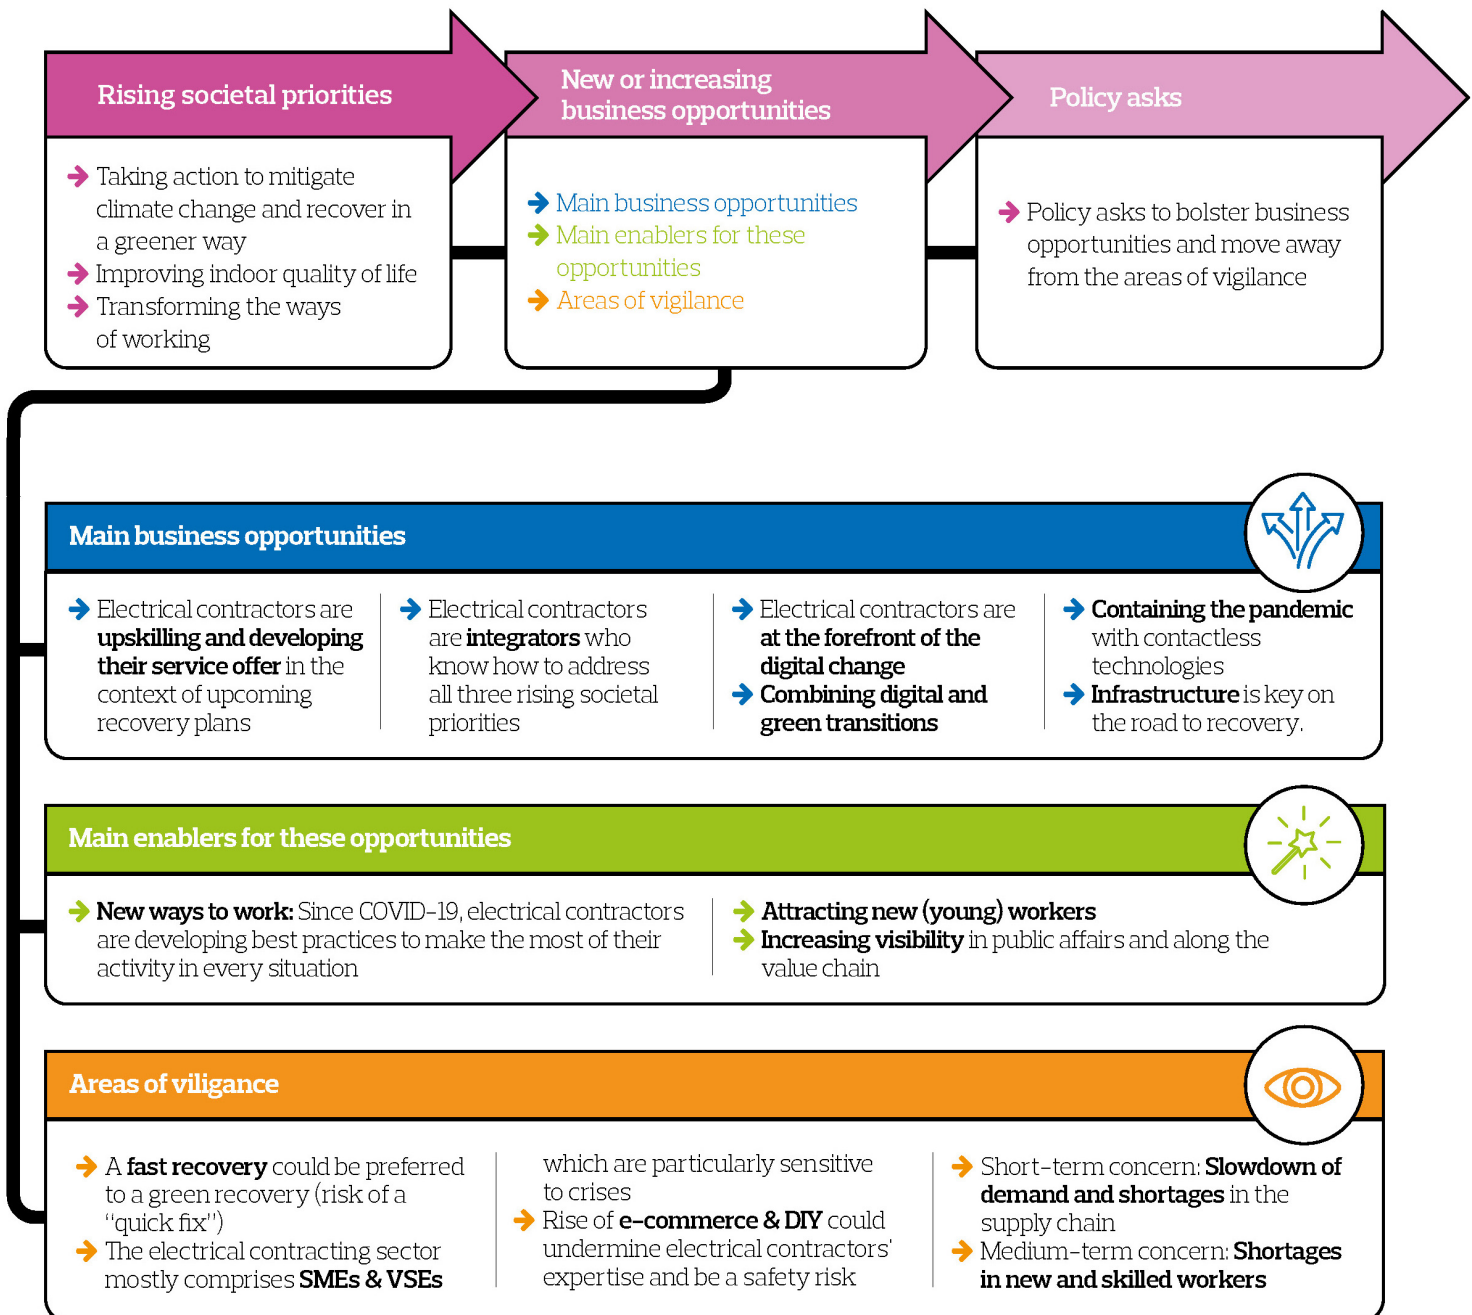 Rising societal priorities
Taking action to mitigate
climate change and recover in
a greener way
Improving indoor quality of life
Transforming the ways
of working
New or increasing
business opportunities
Main business opportunities
Main enablers for these
opportunities
Areas of vigilance
Policy asks
Policy asks to bolster business
opportunities and move away
from the areas of vigilance
Main business opportunities
Electrical contractors are
upskilling and developing
their service offer in the
context of upcoming
recovery plans
Electrical contractors
are integrators who
know how to address
all three rising societal
priorities
Electrical contractors are
at the forefront of the
digital change
Combining digital and
green transitions
Containing the pandemic
with contactless
technologies
Infrastructure is key on
the road to recovery.
Main enablers for these opportunities
New ways to work: Since COVID-19, electrical contractors
are developing best practices to make the most of their
activity in every situation
Attracting new (young) workers
Increasing visibility in public affairs and along the
value chain
Areas of viligance
A fast recovery could be preferred
to a green recovery (risk of a
“quick fix”)
The electrical contracting sector
mostly comprises SMEs & VSEs
which are particularly sensitive
to crises
Rise of e-commerce & DIY could
undermine electrical contractors'
expertise and be a safety risk
Short-term concern: Slowdown of
demand and shortages in the
supply chain
Medium-term concern: Shortages
in new and skilled workers